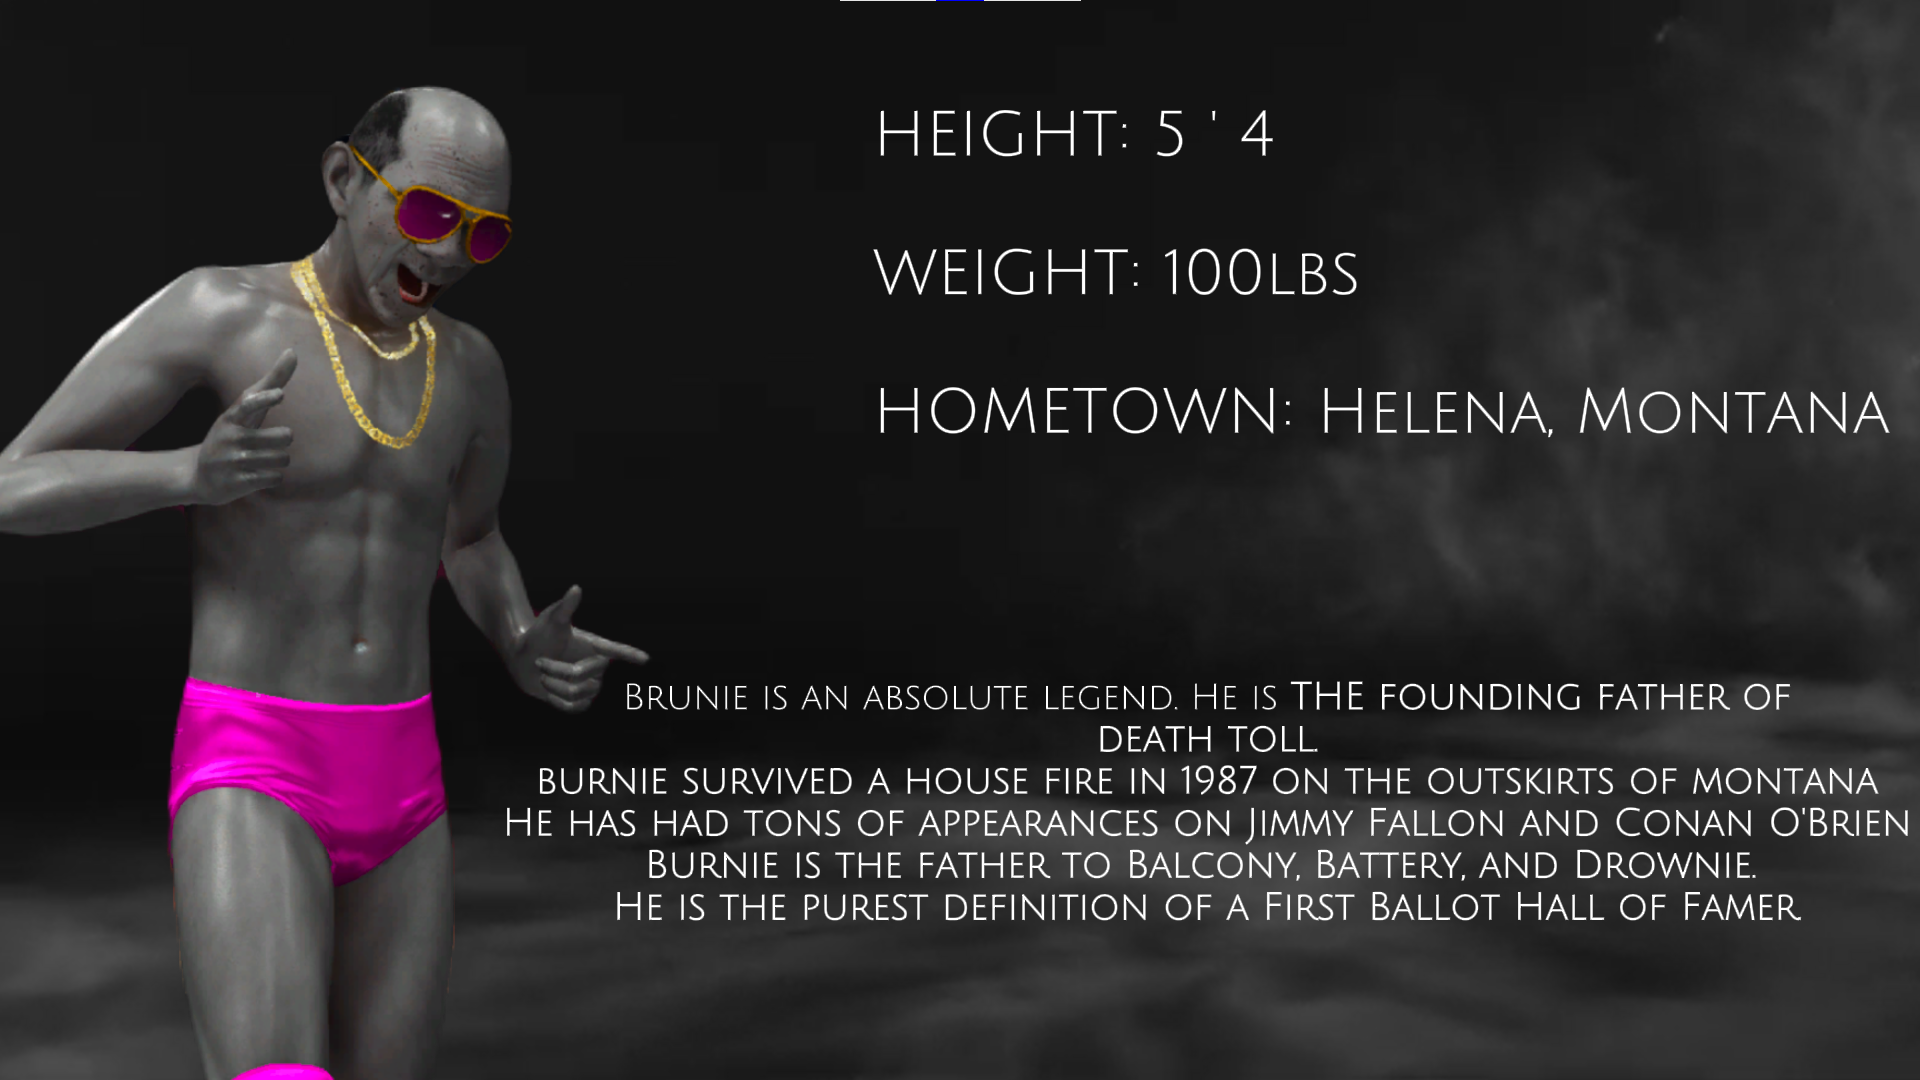 HEIGHT: 5 ' 4
WEIGHT: 100LBS
HOMETOWN: HELENA, MONTANA
BRUNIE IS AN ABSOLUTE LEGEND. HE IS THE FOUNDING FATHER OF
DEATH TOLL.
BURNIE SURVIVED A HOUSE FIRE IN 1987 ON THE OUTSKIRTS OF MONTANA
HE HAS HAD TONS OF APPEARANCES ON JIMMY FALLON AND CONAN O'BRIEN
BURNIE IS THE FATHER TO BALCONY, BATTERY, AND DROWNIE.
HE IS THE PUREST DEFINITION OF A FIRST BALLOT HALL OF FAMER.